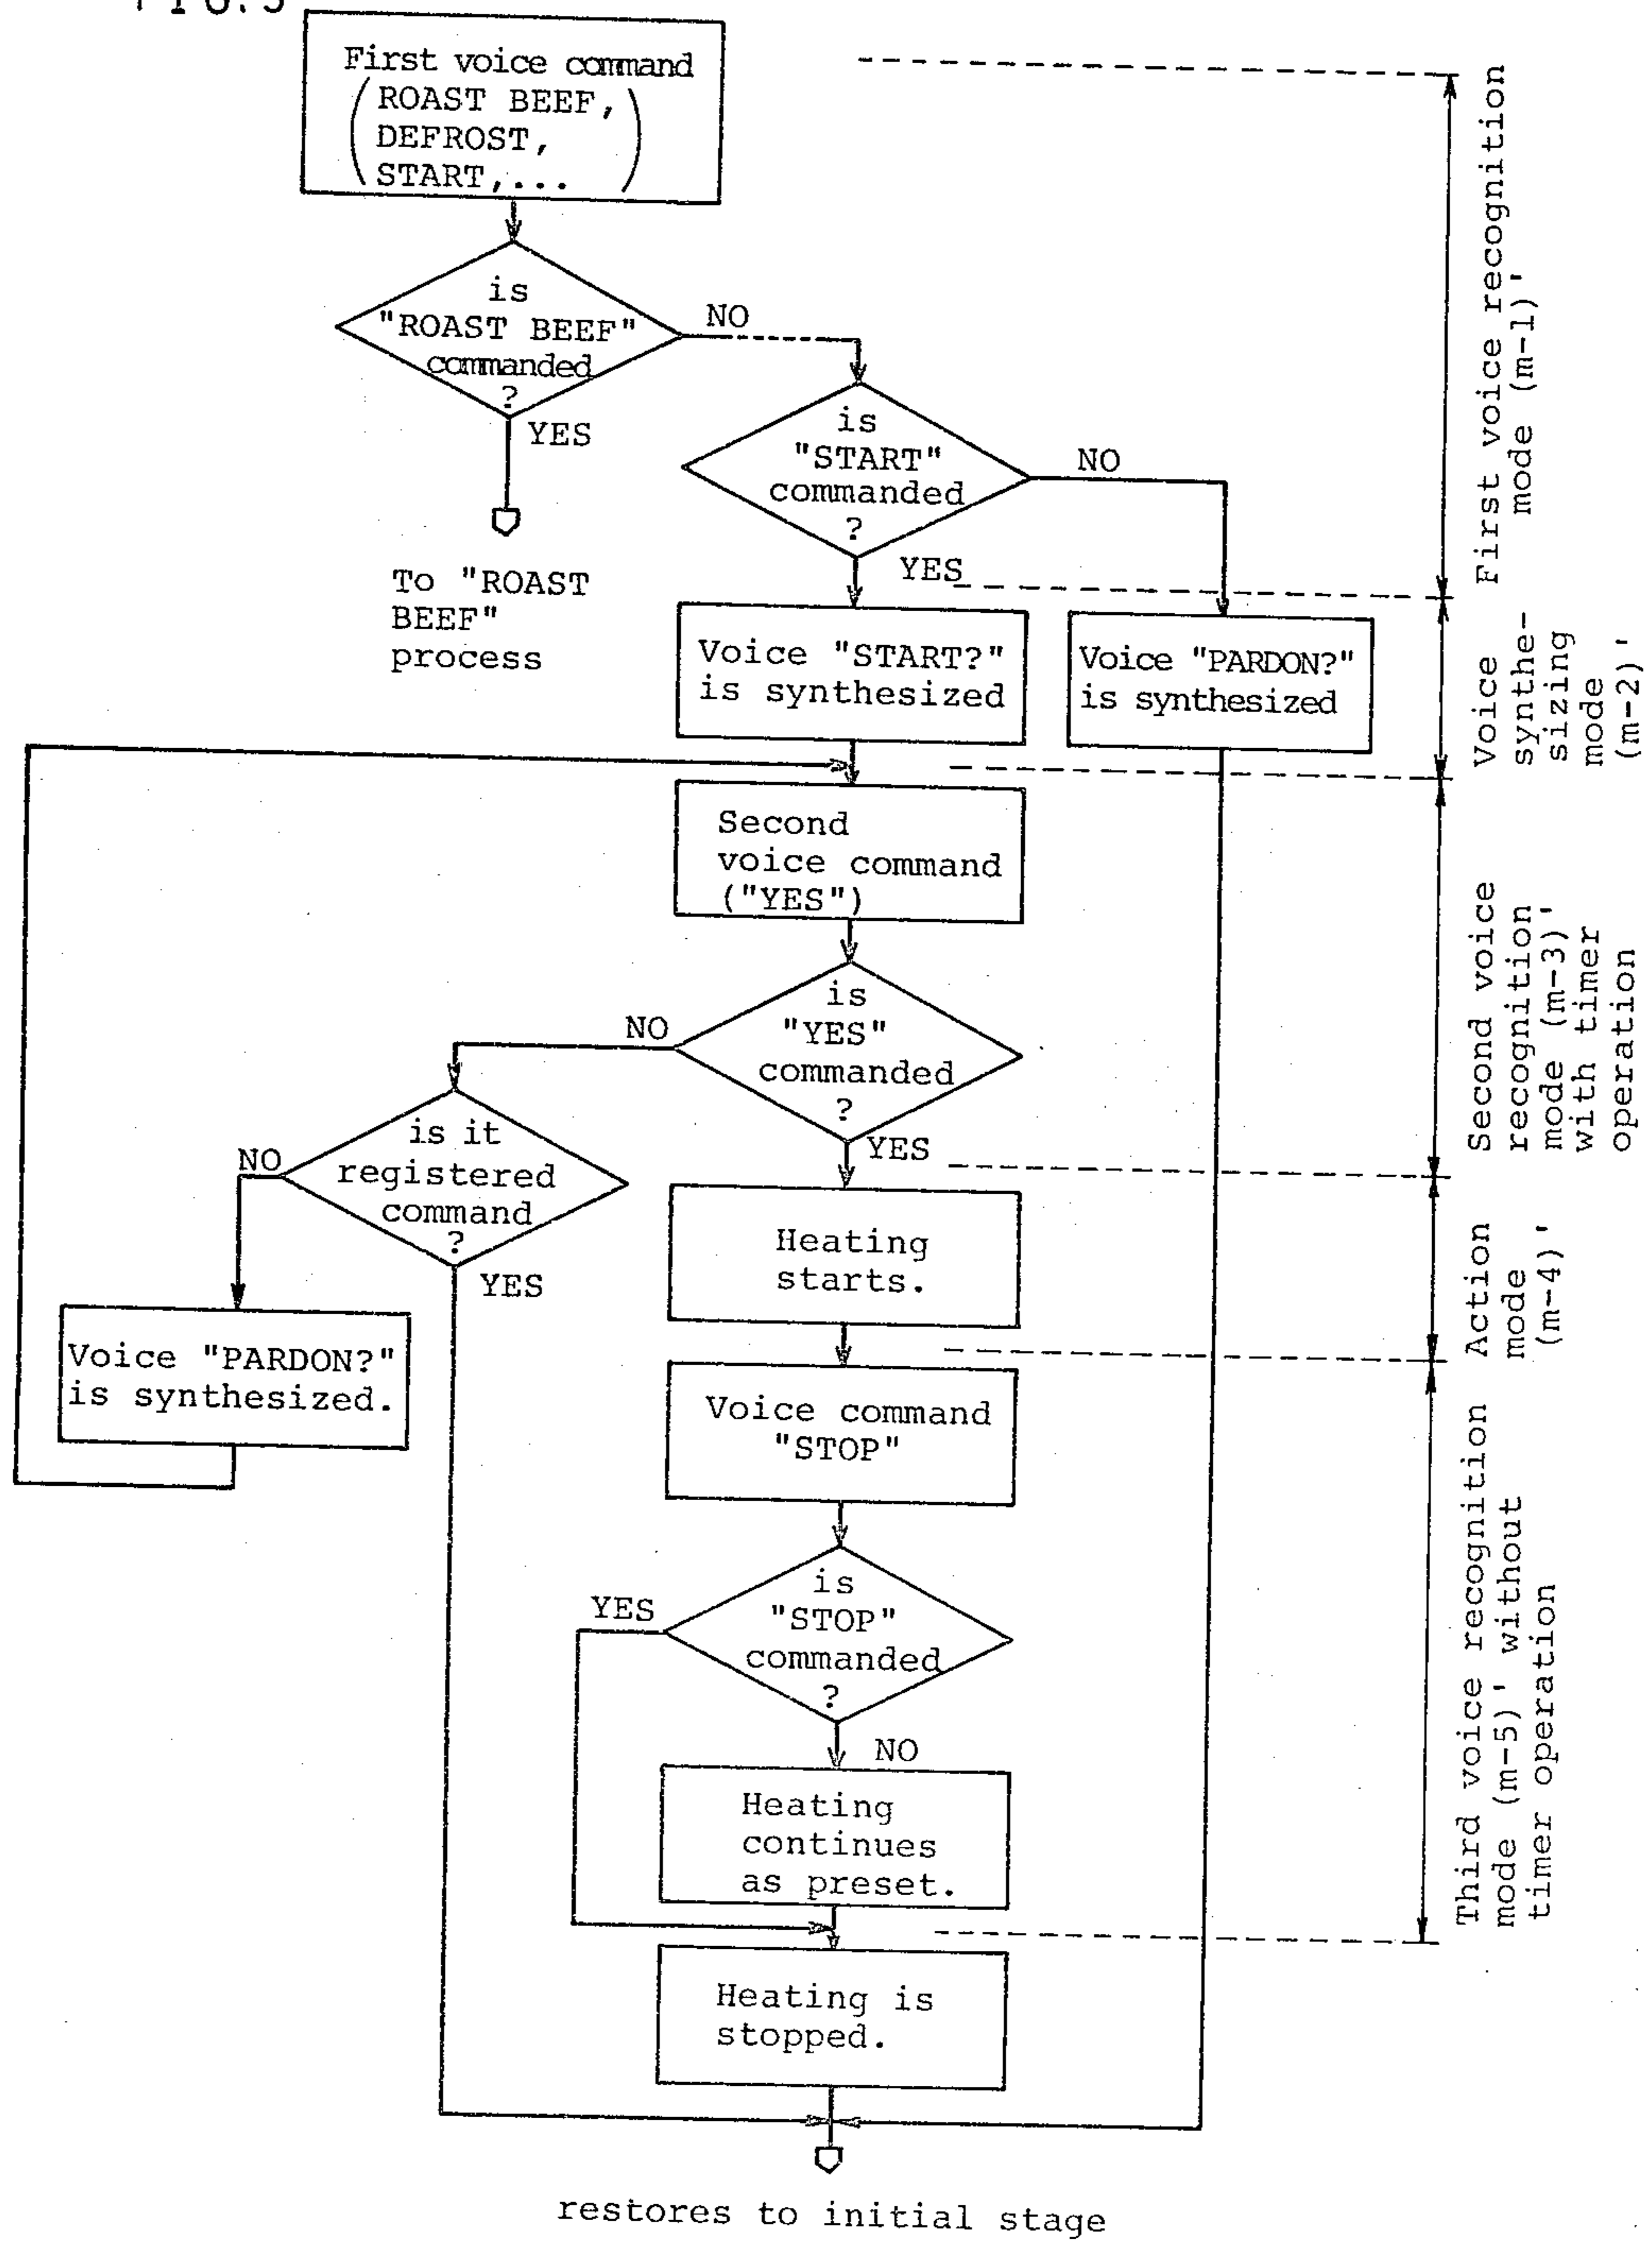 FIG.5
First voice command
ROAST BEEF,
DEFROST,
START,...
is
"ROAST BEEF"
commanded
?
NO
YES
To "ROAST
BEEF"
process
is
"START"
commanded
?
NO
YES
Voice "START?"
is synthesized
Voice "PARDON?"
is synthesized
Second
voice command
("YES")
is
"YES"
commanded
?
NO
YES
is it
registered
command
?
NO
YES
Voice "PARDON?"
is synthesized.
Heating
starts.
Voice command
"STOP"
is
"STOP"
commanded
?
YES
NO
Heating
continues
as preset.
Heating is
stopped.
restores to initial stage
First voice recognition
mode (m-1)'
Voice
synthe-
sizing
mode
(m-2)'
Second voice
recognition
mode (m-3)'
with timer
operation
Action
mode
(m-4)'
Third voice recognition
mode (m-5)' without
timer operation